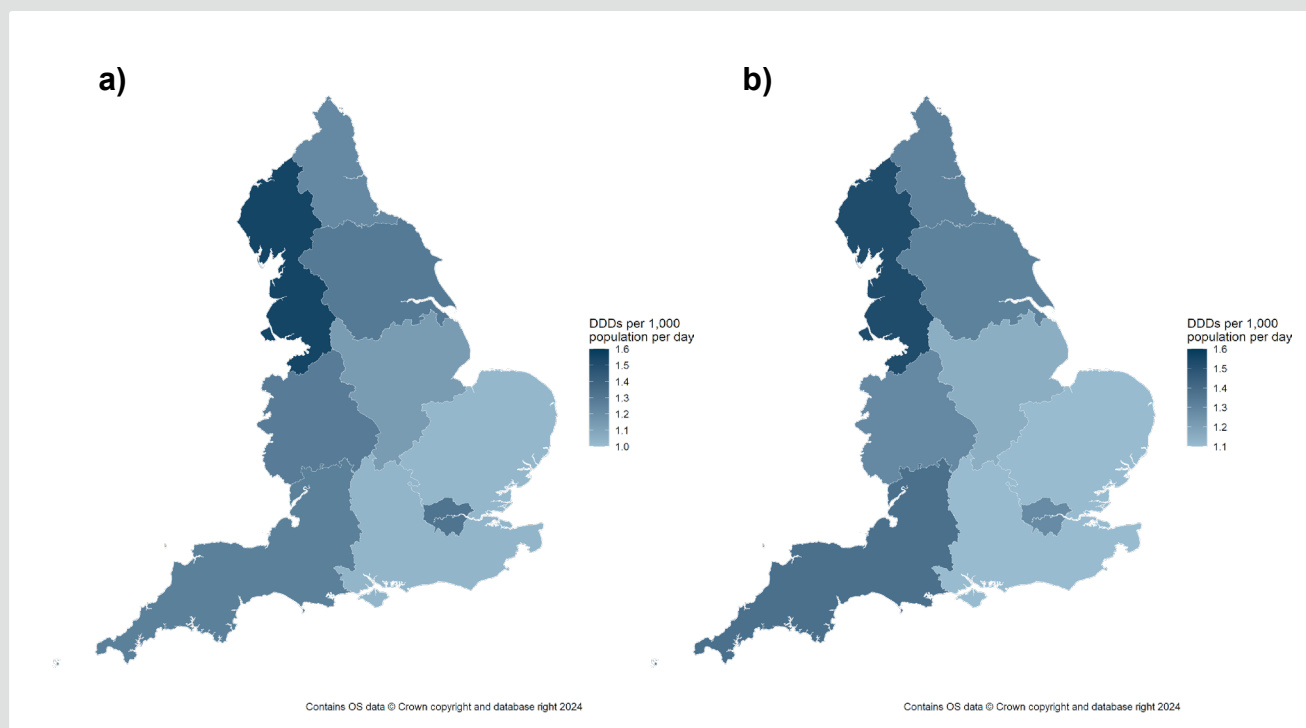 a)
DDDs per 1,000
population per day
1.6
1.5
1.4
1.3
1.2
1.1
1.0
Contains OS data © Crown copyright and database right 2024
b)
DDDs per 1,000
population per day
1.6
1.5
1.4
1.3
1.2
1.1
Contains OS data © Crown copyright and database right 2024